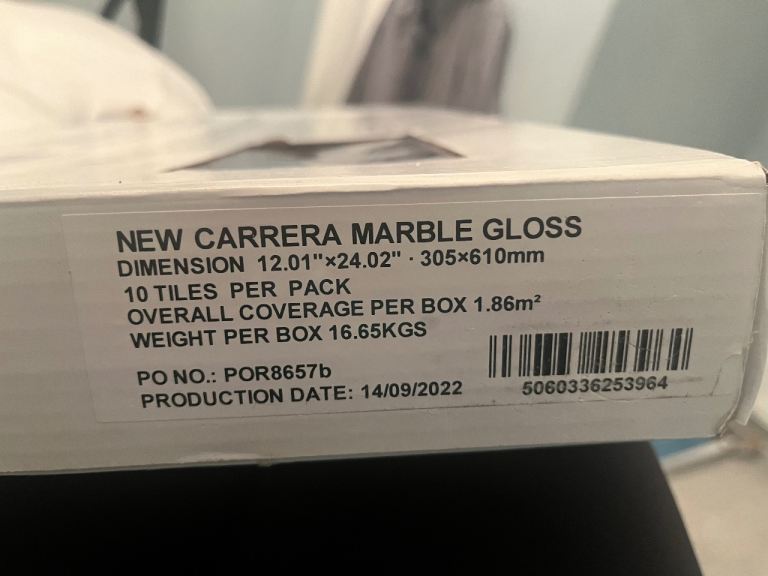 NEW CARRERA MARBLE GLOSS
DIMENSION 12.01"×24.02" · 305×610mm
10 TILES PER PACK
OVERALL COVERAGE PER BOX 1.86m²
WEIGHT PER BOX 16.65KGS
PO NO.: POR8657b
PRODUCTION DATE: 14/09/2022
5060336253964